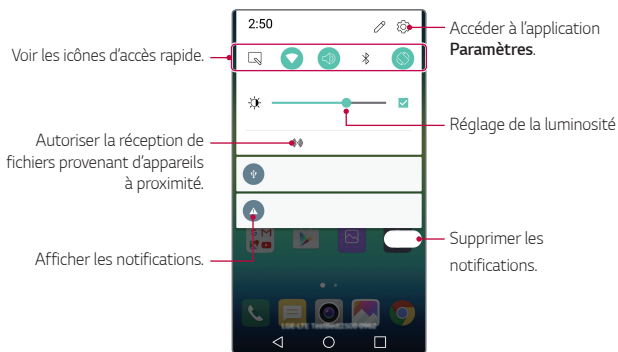 2:50
Accéder à l'application
Paramètres.
Voir les icônes d'accès rapide.
Réglage de la luminosité
Autoriser la réception de
fichiers provenant d'appareils
à proximité.
Afficher les notifications.
Supprimer les
notifications.